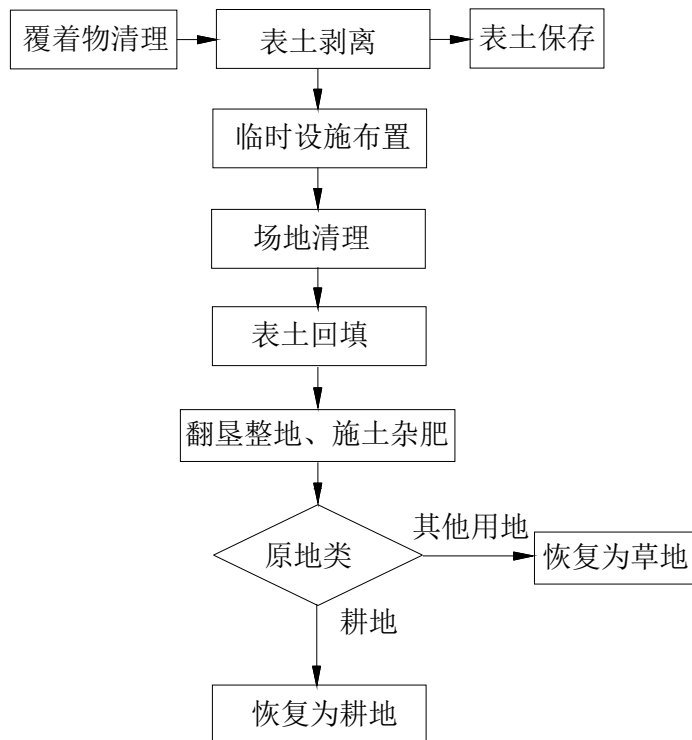 覆着物清理
表土剥离
表土保存
临时设施布置
场地清理
表土回填
翻垦整地、施土杂肥
原地类
其他用地
恢复为草地
耕地
恢复为耕地